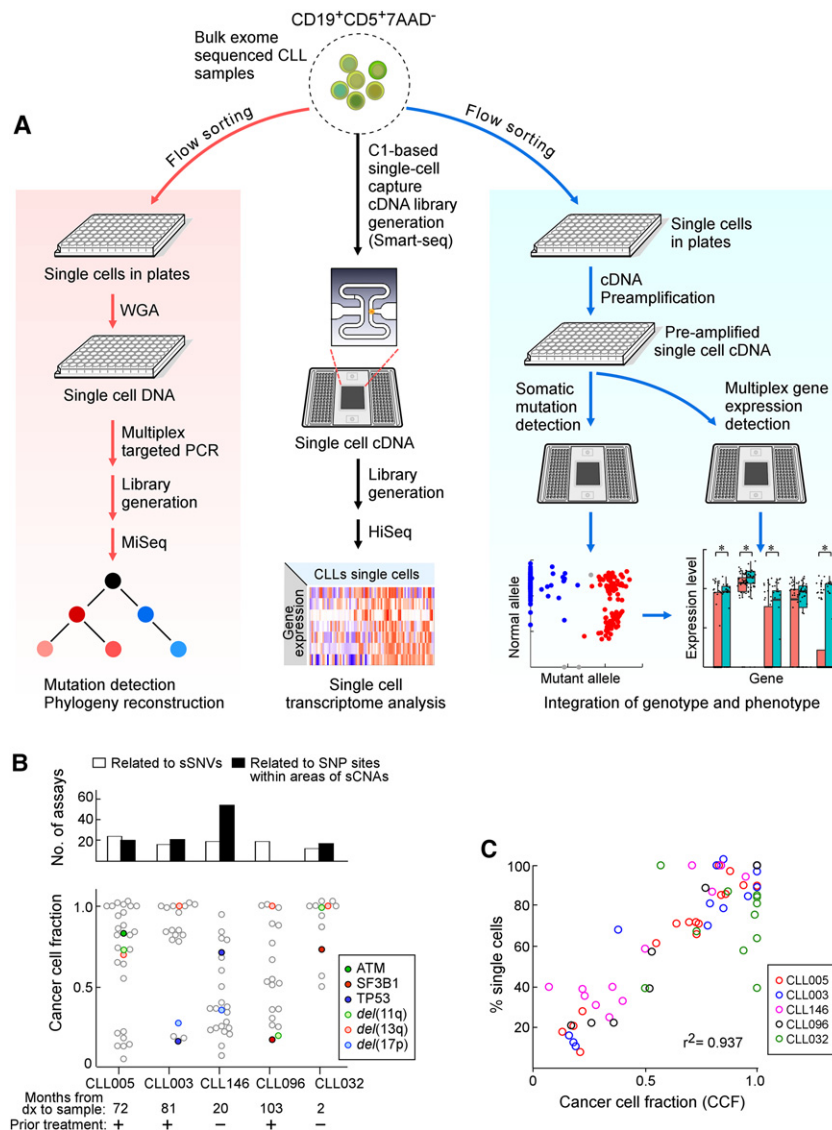 CD19+CD5+7AAD-
Bulk exome
sequenced CLL
samples
A
Flow sorting
Flow sorting
C1-based
single-cell
capture
cDNA library
generation
(Smart-seq)
Single cells in plates
WGA
Single cell DNA
Multiplex
targeted PCR
Library
generation
MiSeq
Mutation detection
Phylogeny reconstruction
Single cell cDNA
Library
generation
HiSeq
CLLs single cells
Gene
expression
Single cell
transcriptome analysis
Single cells
in plates
cDNA
Preamplification
Pre-amplified
single cell cDNA
Somatic
mutation
detection
Multiplex gene
expression
detection
Normal allele
Mutant allele
Expression level
* * * *
Gene
Integration of genotype and phenotype
B
Related to sSNVs
Related to SNP sites
within areas of sCNAs
No. of assays
60
40
20
Cancer cell fraction
0
0.5
1.0
ATM
SF3B1
TP53
del(11q)
del(13q)
del(17p)
CLL005 CLL003 CLL146 CLL096 CLL032
Months from
dx to sample: 72 81 20 103 2
Prior treatment: + + − + −
C
% single cells
100
80
60
40
20
0 0.5 1.0
Cancer cell fraction (CCF)
r2= 0.937
CLL005
CLL003
CLL146
CLL096
CLL032